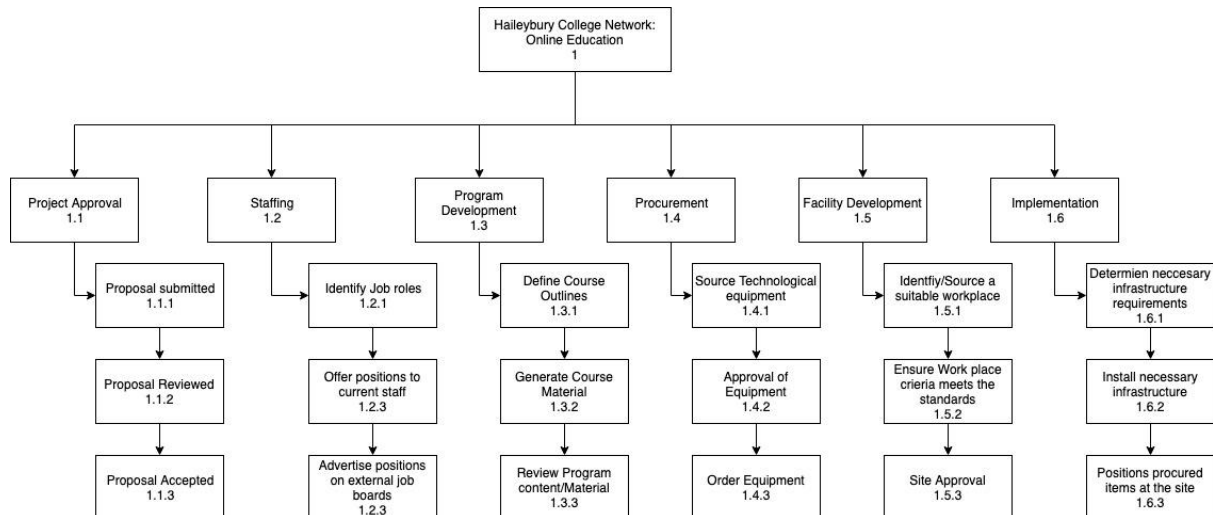 Haileybury College Network:
Online Education
1
Project Approval
1.1
Staffing
1.2
Program
Development
1.3
Procurement
1.4
Facility Development
1.5
Implementation
1.6
Proposal submitted
1.1.1
Identify Job roles
1.2.1
Define Course
Outlines
1.3.1
Source Technological
equipment
1.4.1
Identfiy/Source a
suitable workplace
1.5.1
Determien neccesary
infrastructure
requirements
1.6.1
Proposal Reviewed
1.1.2
Offer positions to
current staff
1.2.3
Generate Course
Material
1.3.2
Approval of
Equipment
1.4.2
Ensure Work place
crieria meets the
standards
1.5.2
Install necessary
infrastructure
1.6.2
Proposal Accepted
1.1.3
Advertise positions
on external job
boards
1.2.3
Review Program
content/Material
1.3.3
Order Equipment
1.4.3
Site Approval
1.5.3
Positions procured
items at the site
1.6.3